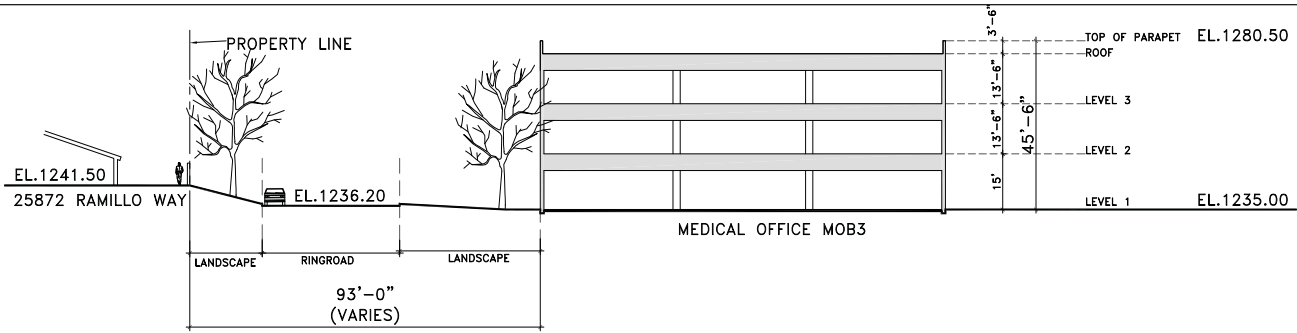 PROPERTY LINE
3'-6"
TOP OF PARAPET EL.1280.50
ROOF
13'-6"
LEVEL 3
13'-6"
45'-6"
LEVEL 2
15'
LEVEL 1 EL.1235.00
EL.1241.50
25872 RAMILLO WAY
EL.1236.20
MEDICAL OFFICE MOB3
LANDSCAPE
RINGROAD
LANDSCAPE
93'-0"
(VARIES)